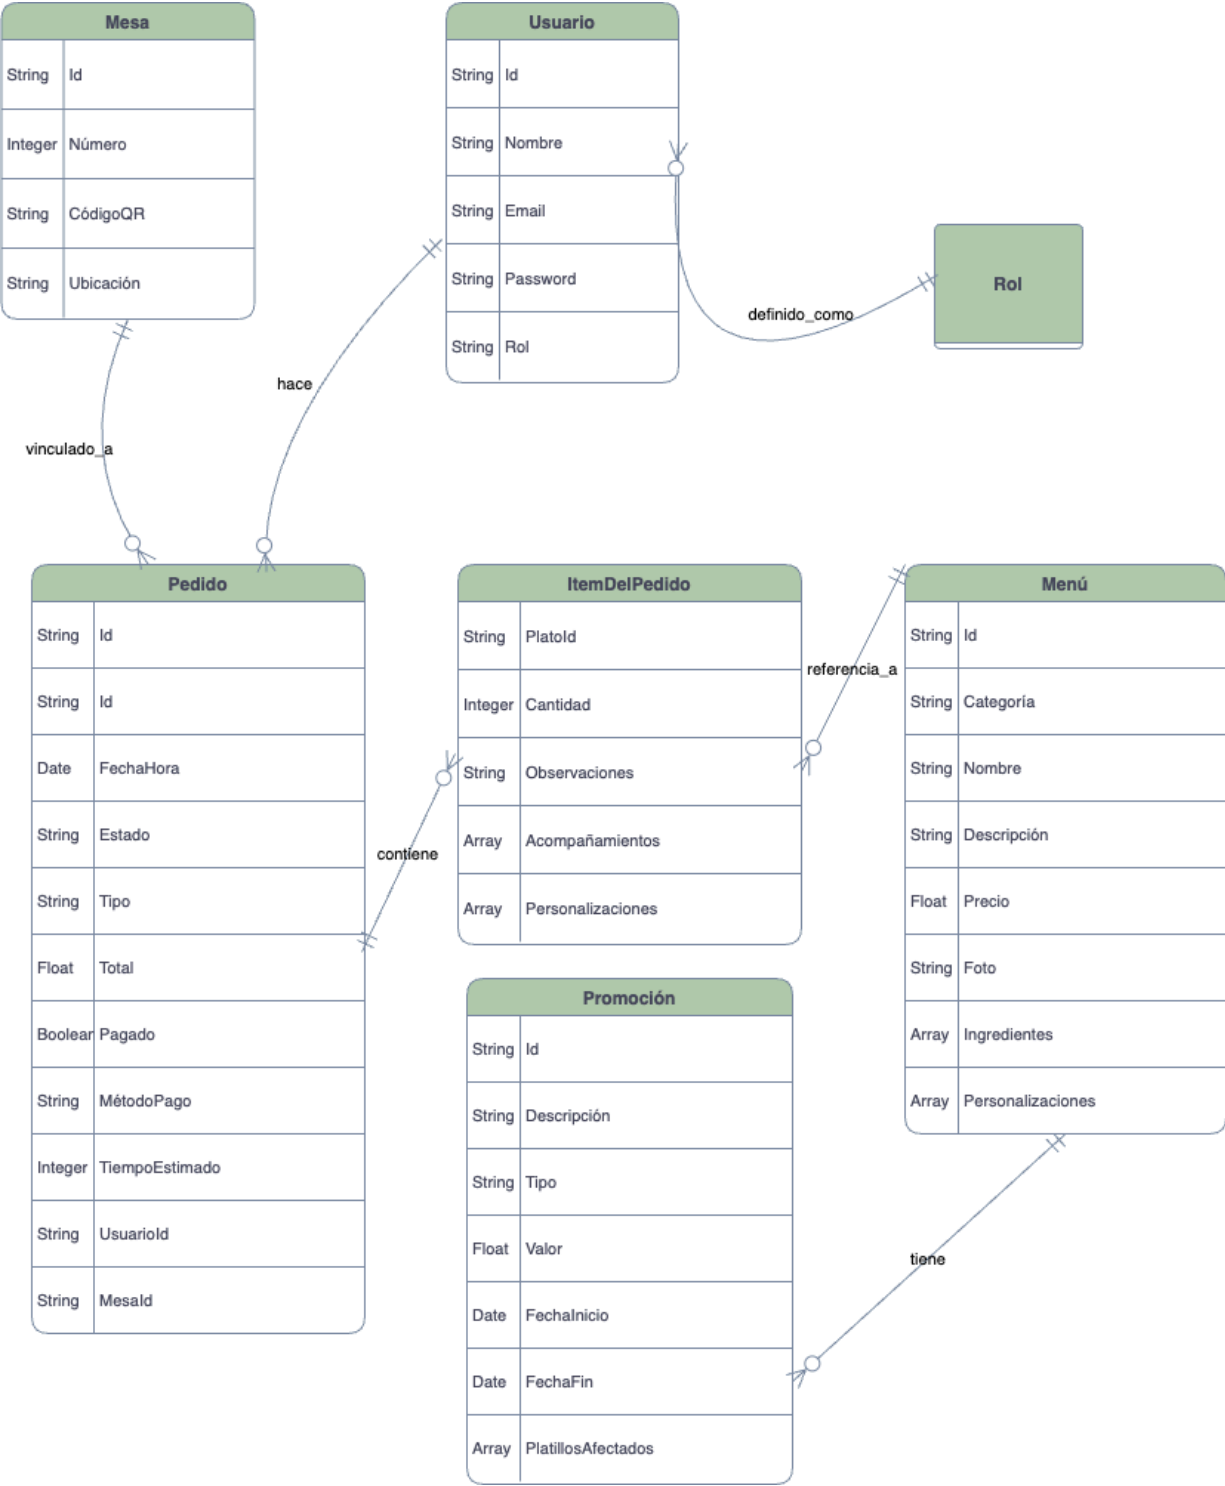 Mesa
String Id
Integer Número
String CódigoQR
String Ubicación
Usuario
String Id
String Nombre
String Email
String Password
String Rol
Rol
definido_como
hace
vinculado_a
Pedido
String Id
String Id
Date FechaHora
String Estado
String Tipo
Float Total
Boolean Pagado
String MétodoPago
Integer TiempoEstimado
String UsuarioId
String MesaId
contiene
ItemDelPedido
String PlatoId
Integer Cantidad
String Observaciones
Array Acompañamientos
Array Personalizaciones
referencia_a
Menú
String Id
String Categoría
String Nombre
String Descripción
Float Precio
String Foto
Array Ingredientes
Array Personalizaciones
tiene
Promoción
String Id
String Descripción
String Tipo
Float Valor
Date FechaInicio
Date FechaFin
Array PlatillosAfectados